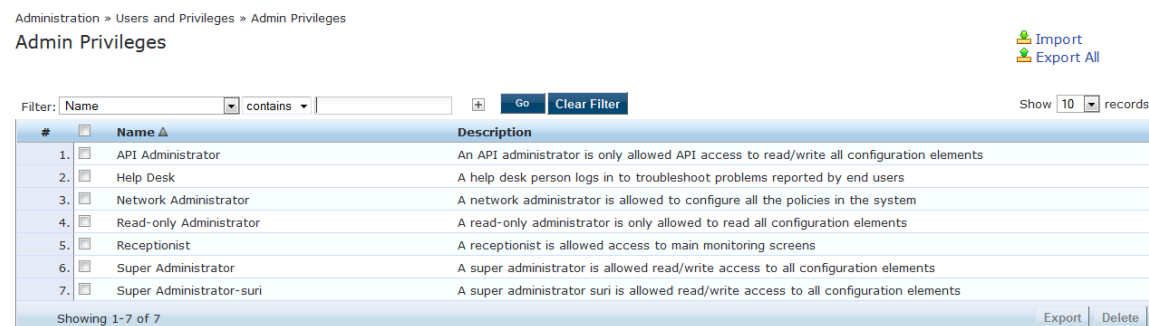 Administration » Users and Privileges » Admin Privileges
Admin Privileges
Import
Export All
Filter: Name contains Go Clear Filter Show 10 records
# Name Description
1. API Administrator An API administrator is only allowed API access to read/write all configuration elements
2. Help Desk A help desk person logs in to troubleshoot problems reported by end users
3. Network Administrator A network administrator is allowed to configure all the policies in the system
4. Read-only Administrator A read-only administrator is only allowed to read all configuration elements
5. Receptionist A receptionist is allowed access to main monitoring screens
6. Super Administrator A super administrator is allowed read/write access to all configuration elements
7. Super Administrator-suri A super administrator suri is allowed read/write access to all configuration elements
Showing 1-7 of 7 Export Delete